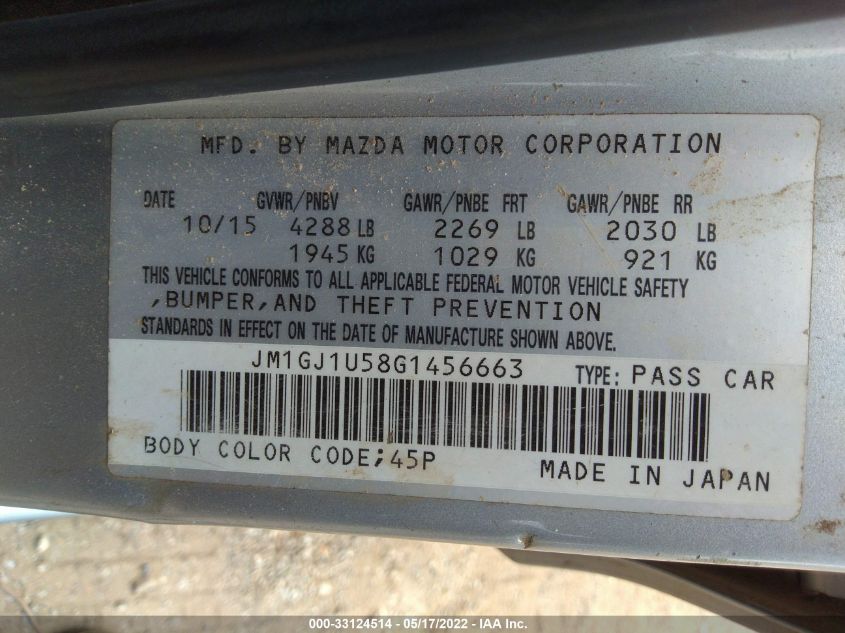 MFD. BY MAZDA MOTOR CORPORATION
DATE GVWR/PNBV GAWR/PNBE FRT GAWR/PNBE RR
10/15 4288 LB 2269 LB 2030 LB
1945 KG 1029 KG 921 KG
THIS VEHICLE CONFORMS TO ALL APPLICABLE FEDERAL MOTOR VEHICLE SAFETY
,BUMPER,AND THEFT PREVENTION
STANDARDS IN EFFECT ON THE DATE OF MANUFACTURE SHOWN ABOVE.
JM1GJ1U58G1456663 TYPE: PASS CAR
BODY COLOR CODE;45P MADE IN JAPAN
000-33124514 - 05/17/2022 - IAA Inc.